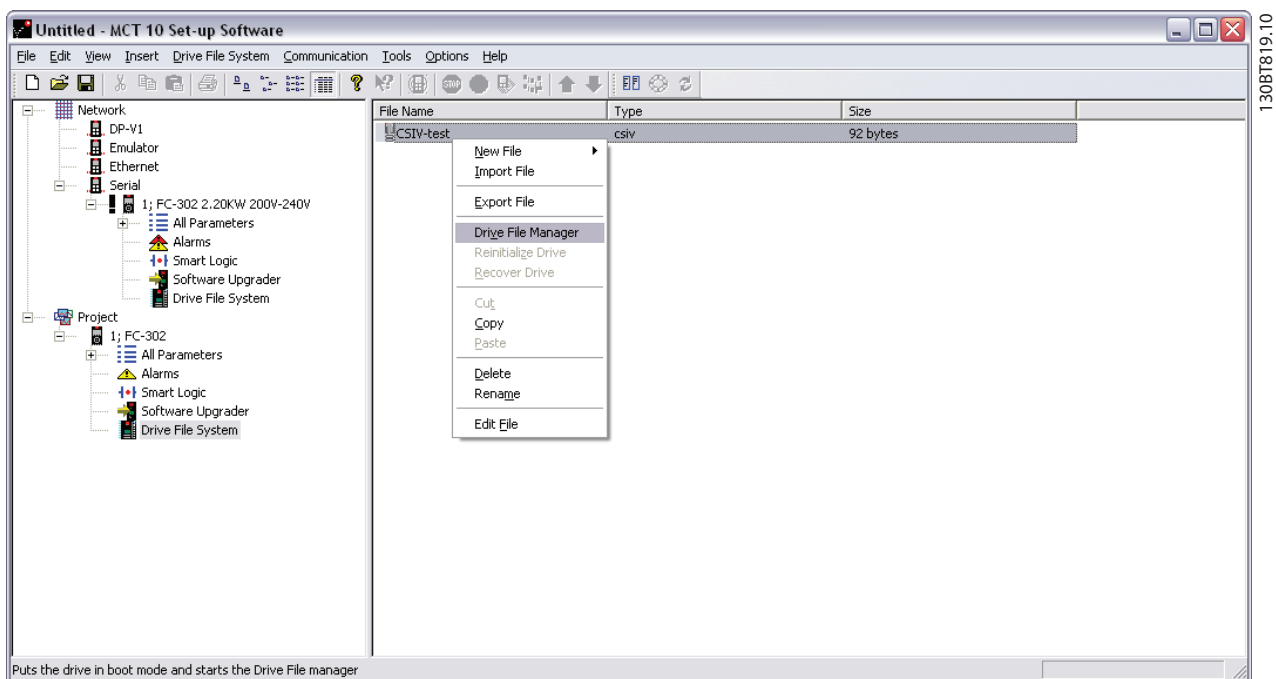 Untitled - MCT 10 Set-up Software
File Edit View Insert Drive File System Communication Tools Options Help
STOP
Network
DP-V1
Emulator
Ethernet
Serial
1; FC-302 2.20KW 200V-240V
All Parameters
Alarms
Smart Logic
Software Upgrader
Drive File System
Project
1; FC-302
All Parameters
Alarms
Smart Logic
Software Upgrader
Drive File System
File Name Type Size
CSIV-test csiv 92 bytes
New File
Import File
Export File
Drive File Manager
Reinitialize Drive
Recover Drive
Cut
Copy
Paste
Delete
Rename
Edit File
Puts the drive in boot mode and starts the Drive File manager
130BT819.10